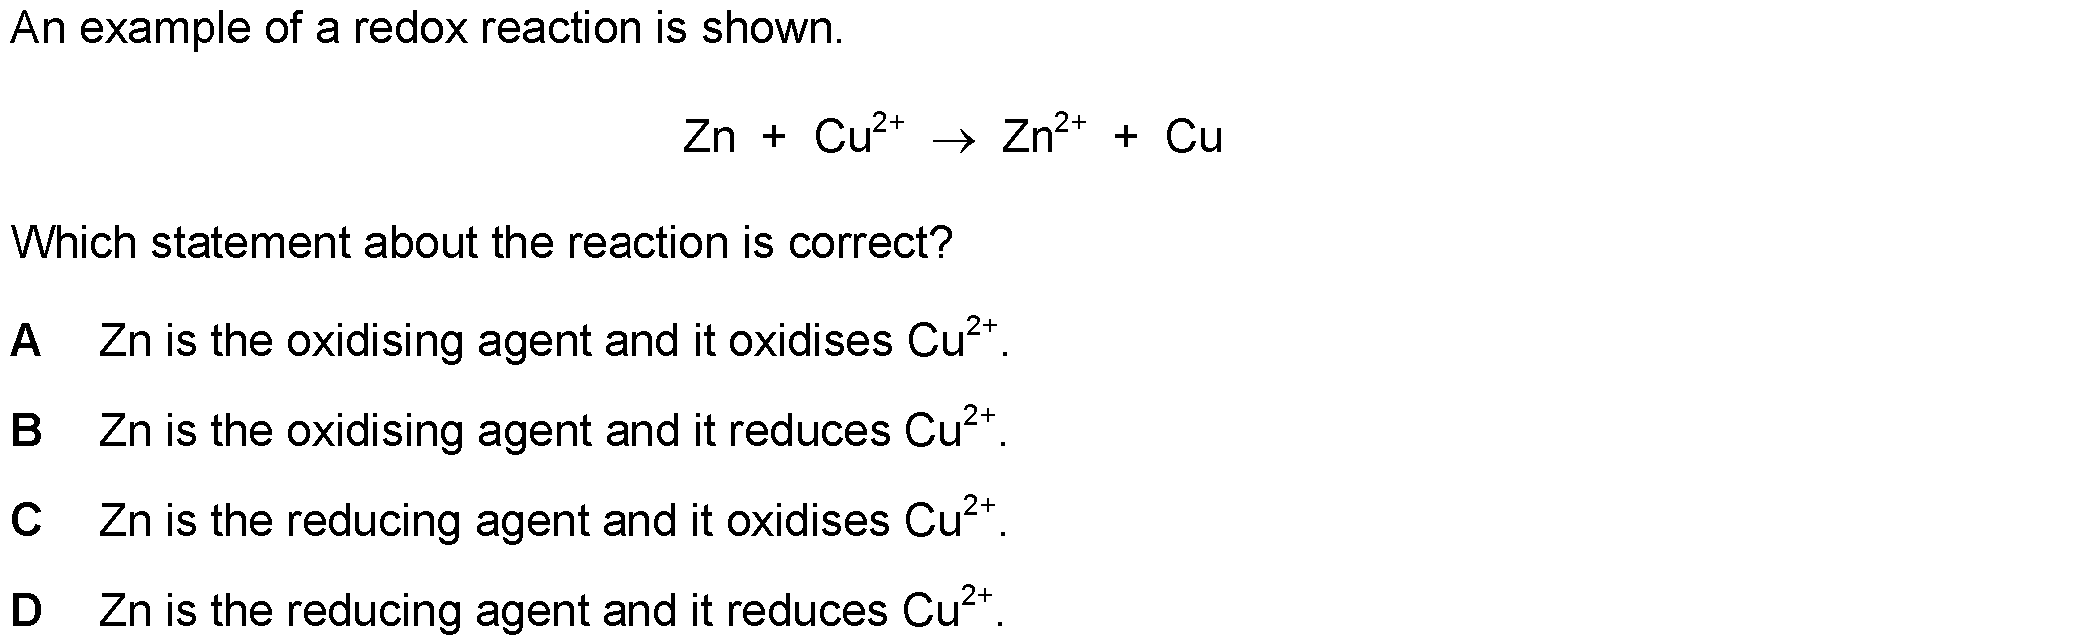 An example of a redox reaction is shown.
Zn + Cu²⁺ → Zn²⁺ + Cu
Which statement about the reaction is correct?
A Zn is the oxidising agent and it oxidises Cu²⁺.
B Zn is the oxidising agent and it reduces Cu²⁺.
C Zn is the reducing agent and it oxidises Cu²⁺.
D Zn is the reducing agent and it reduces Cu²⁺.